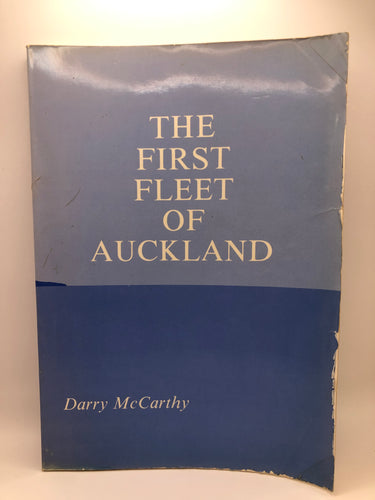 THE
FIRST
FLEET
OF
AUCKLAND
Darry McCarthy